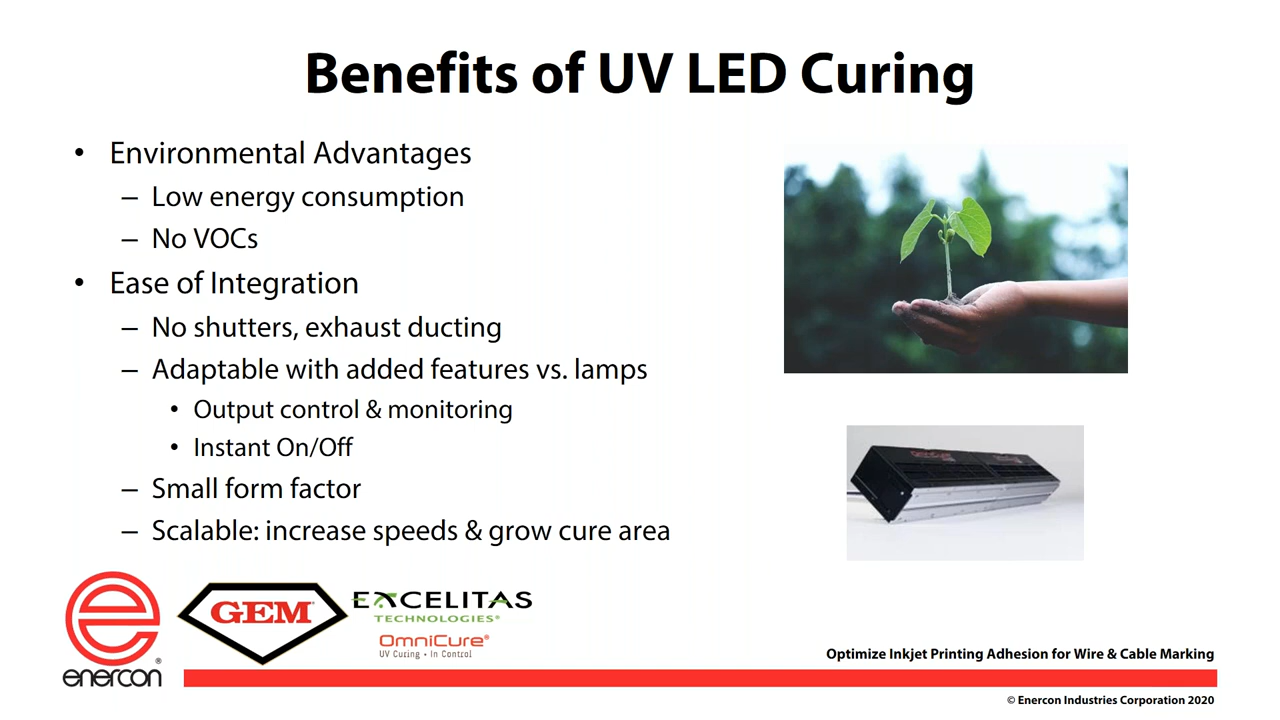 Benefits of UV LED Curing
• Environmental Advantages
– Low energy consumption
– No VOCs
• Ease of Integration
– No shutters, exhaust ducting
– Adaptable with added features vs. lamps
• Output control & monitoring
• Instant On/Off
– Small form factor
– Scalable: increase speeds & grow cure area
OmniCure
enercon®
GEM®
EXCELITAS
TECHNOLOGIES®
OmniCure®
UV Curing • In Control
Optimize Inkjet Printing Adhesion for Wire & Cable Marking
© Enercon Industries Corporation 2020